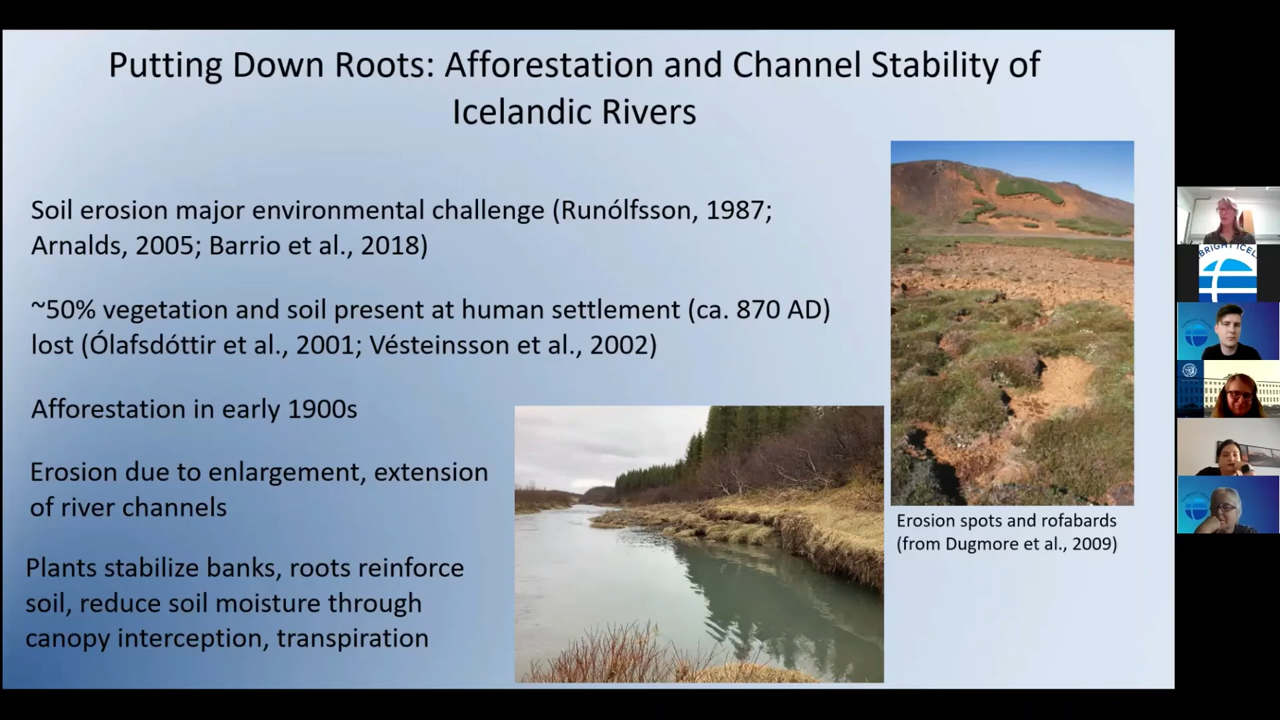 Putting Down Roots: Afforestation and Channel Stability of
Icelandic Rivers
Soil erosion major environmental challenge (Runólfsson, 1987;
Arnalds, 2005; Barrio et al., 2018)
~50% vegetation and soil present at human settlement (ca. 870 AD)
lost (Ólafsdóttir et al., 2001; Vésteinsson et al., 2002)
Afforestation in early 1900s
Erosion due to enlargement, extension
of river channels
Plants stabilize banks, roots reinforce
soil, reduce soil moisture through
canopy interception, transpiration
Erosion spots and rofabards
(from Dugmore et al., 2009)
BRIGHT ICEL